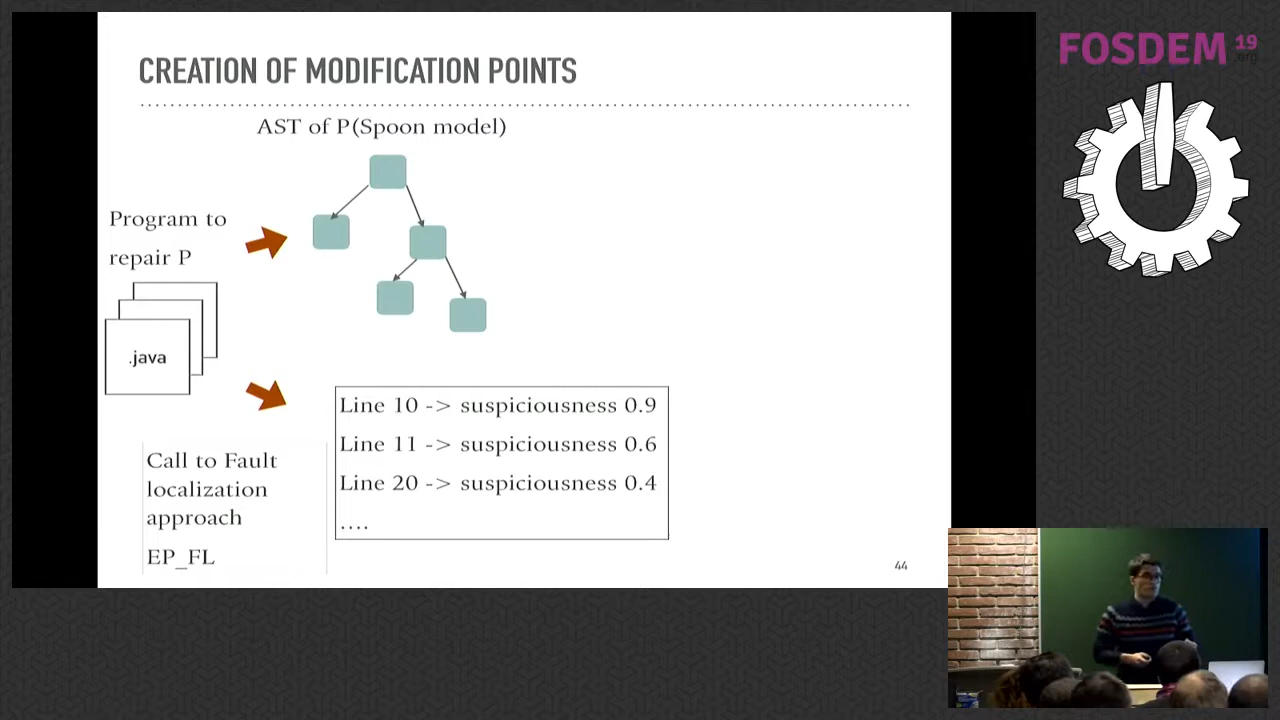 CREATION OF MODIFICATION POINTS
AST of P(Spoon model)
Program to
repair P
.java
Line 10 -> suspiciousness 0.9
Line 11 -> suspiciousness 0.6
Line 20 -> suspiciousness 0.4
....
Call to Fault
localization
approach
EP_FL
44
FOSDEM 19
.org